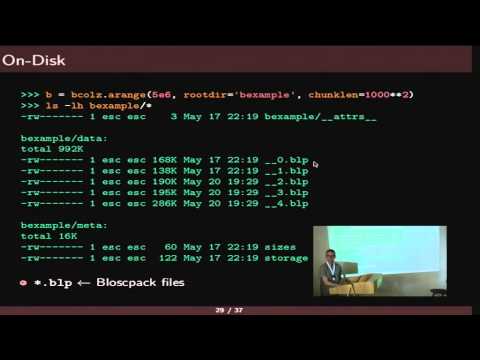 On-Disk
>>> b = bcolz.arange(5e6, rootdir='bexample', chunklen=1000**2)
>>> ls -lh bexample/*
-rw------- 1 esc esc    3 May 17 22:19 bexample/__attrs__
bexample/data:
total 992K
-rw------- 1 esc esc 168K May 17 22:19 __0.blp
-rw------- 1 esc esc 138K May 17 22:19 __1.blp
-rw------- 1 esc esc 190K May 20 19:29 __2.blp
-rw------- 1 esc esc 195K May 20 19:29 __3.blp
-rw------- 1 esc esc 286K May 20 19:29 __4.blp
bexample/meta:
total 16K
-rw------- 1 esc esc  60 May 17 22:19 sizes
-rw------- 1 esc esc 122 May 17 22:19 storage
*.blp ← Bloscpack files
29 / 37